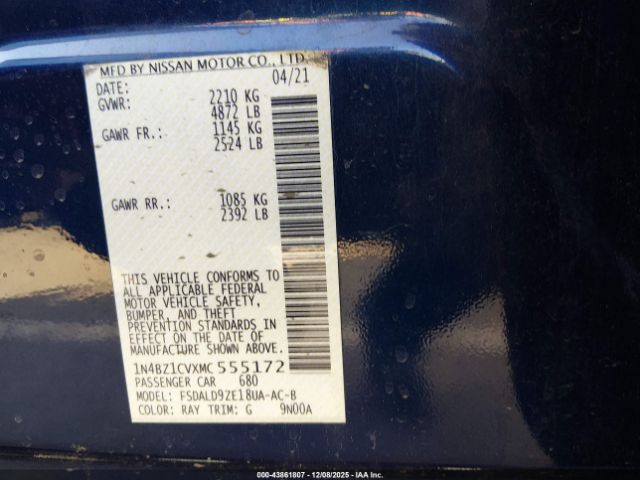 MFD BY NISSAN MOTOR CO., LTD.
DATE: 04/21
GVWR: 2210 KG
4872 LB
GAWR FR.: 1145 KG
2524 LB
GAWR RR.: 1085 KG
2392 LB
THIS VEHICLE CONFORMS TO
ALL APPLICABLE FEDERAL
MOTOR VEHICLE SAFETY,
BUMPER, AND THEFT
PREVENTION STANDARDS IN
EFFECT ON THE DATE OF
MANUFACTURE SHOWN ABOVE.
1N4BZ1CVXMC555172
PASSENGER CAR 680
MODEL: FSDALD9ZE18UA-AC-B
COLOR: RAY TRIM: G 9N00A
000-43861807 - 12/08/2025 - IAA Inc.